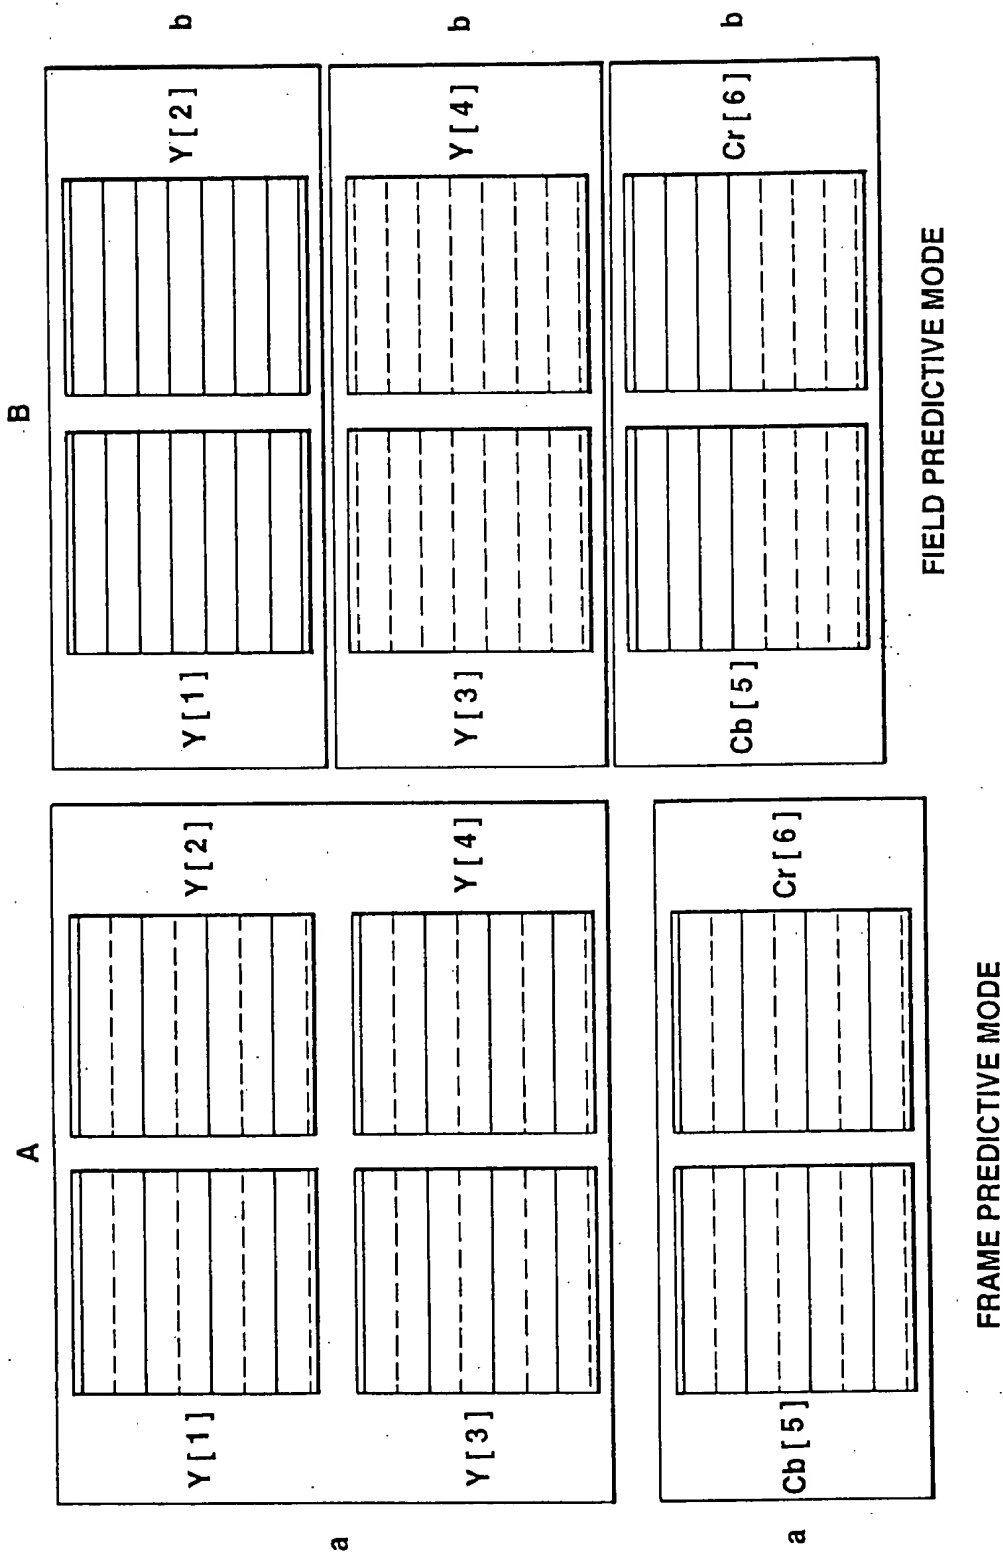 A
a
Y[1]
Y[2]
Y[3]
Y[4]
a
Cb[5]
Cr[6]
FRAME PREDICTIVE MODE
B
Y[1]
Y[2]
b
Y[3]
Y[4]
b
Cb[5]
Cr[6]
b
FIELD PREDICTIVE MODE